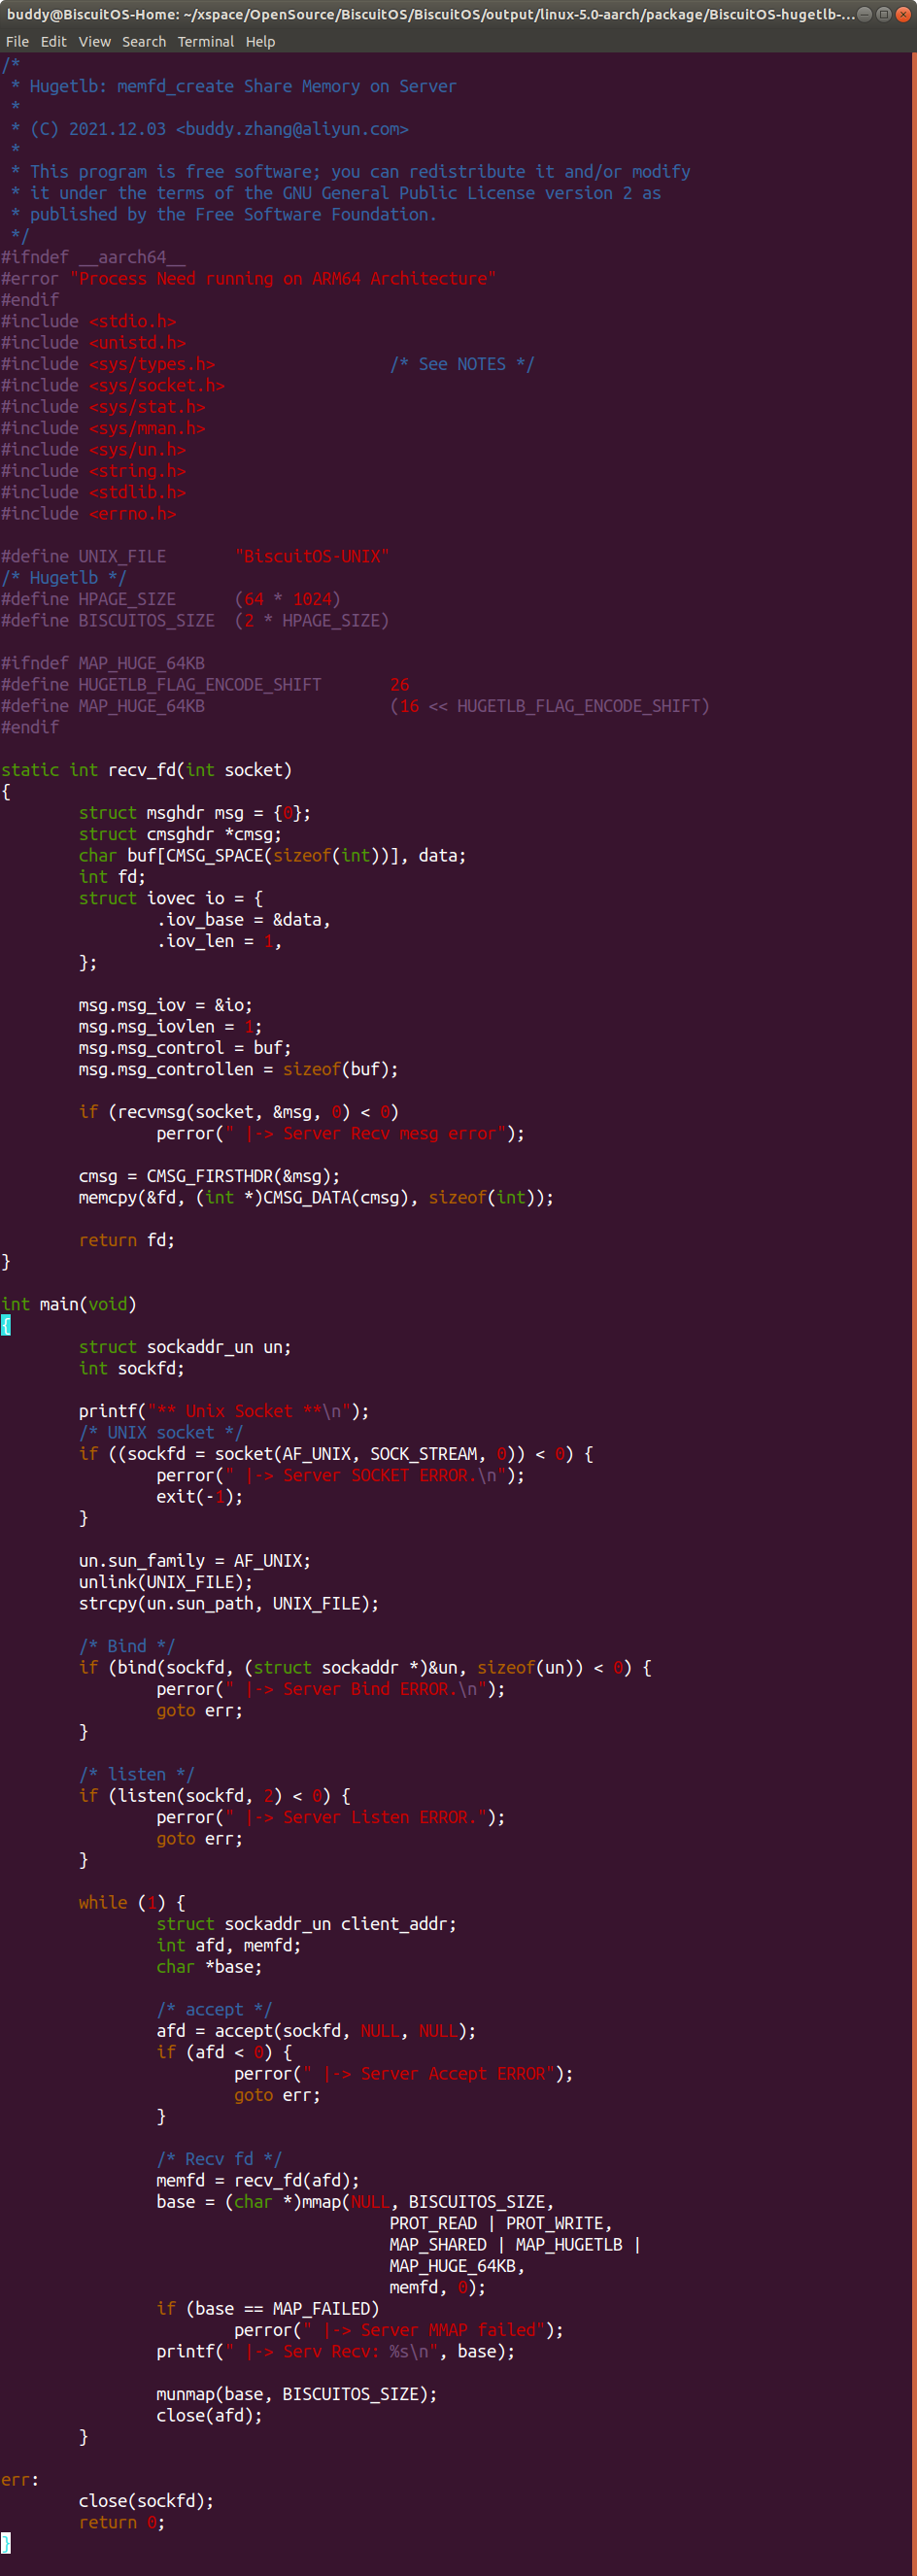 buddy@BiscuitOS-Home: ~/xspace/OpenSource/BiscuitOS/BiscuitOS/output/linux-5.0-aarch/package/BiscuitOS-hugetlb-...
File Edit View Search Terminal Help
/*
 * Hugetlb: memfd_create Share Memory on Server
 *
 * (C) 2021.12.03 <buddy.zhang@aliyun.com>
 *
 * This program is free software; you can redistribute it and/or modify
 * it under the terms of the GNU General Public License version 2 as
 * published by the Free Software Foundation.
 */
#ifndef __aarch64__
#error "Process Need running on ARM64 Architecture"
#endif
#include <stdio.h>
#include <unistd.h>
#include <sys/types.h>                  /* See NOTES */
#include <sys/socket.h>
#include <sys/stat.h>
#include <sys/mman.h>
#include <sys/un.h>
#include <string.h>
#include <stdlib.h>
#include <errno.h>

#define UNIX_FILE       "BiscuitOS-UNIX"
/* Hugetlb */
#define HPAGE_SIZE      (64 * 1024)
#define BISCUITOS_SIZE  (2 * HPAGE_SIZE)

#ifndef MAP_HUGE_64KB
#define HUGETLB_FLAG_ENCODE_SHIFT       26
#define MAP_HUGE_64KB                   (16 << HUGETLB_FLAG_ENCODE_SHIFT)
#endif

static int recv_fd(int socket)
{
        struct msghdr msg = {0};
        struct cmsghdr *cmsg;
        char buf[CMSG_SPACE(sizeof(int))], data;
        int fd;
        struct iovec io = {
                .iov_base = &data,
                .iov_len = 1,
        };

        msg.msg_iov = &io;
        msg.msg_iovlen = 1;
        msg.msg_control = buf;
        msg.msg_controllen = sizeof(buf);

        if (recvmsg(socket, &msg, 0) < 0)
                perror(" |-> Server Recv mesg error");

        cmsg = CMSG_FIRSTHDR(&msg);
        memcpy(&fd, (int *)CMSG_DATA(cmsg), sizeof(int));

        return fd;
}

int main(void)
{
        struct sockaddr_un un;
        int sockfd;

        printf("** Unix Socket **\n");
        /* UNIX socket */
        if ((sockfd = socket(AF_UNIX, SOCK_STREAM, 0)) < 0) {
                perror(" |-> Server SOCKET ERROR.\n");
                exit(-1);
        }

        un.sun_family = AF_UNIX;
        unlink(UNIX_FILE);
        strcpy(un.sun_path, UNIX_FILE);

        /* Bind */
        if (bind(sockfd, (struct sockaddr *)&un, sizeof(un)) < 0) {
                perror(" |-> Server Bind ERROR.\n");
                goto err;
        }

        /* listen */
        if (listen(sockfd, 2) < 0) {
                perror(" |-> Server Listen ERROR.");
                goto err;
        }

        while (1) {
                struct sockaddr_un client_addr;
                int afd, memfd;
                char *base;

                /* accept */
                afd = accept(sockfd, NULL, NULL);
                if (afd < 0) {
                        perror(" |-> Server Accept ERROR");
                        goto err;
                }

                /* Recv fd */
                memfd = recv_fd(afd);
                base = (char *)mmap(NULL, BISCUITOS_SIZE,
                                        PROT_READ | PROT_WRITE,
                                        MAP_SHARED | MAP_HUGETLB |
                                        MAP_HUGE_64KB,
                                        memfd, 0);
                if (base == MAP_FAILED)
                        perror(" |-> Server MMAP failed");
                printf(" |-> Serv Recv: %s\n", base);

                munmap(base, BISCUITOS_SIZE);
                close(afd);
        }

err:
        close(sockfd);
        return 0;
}